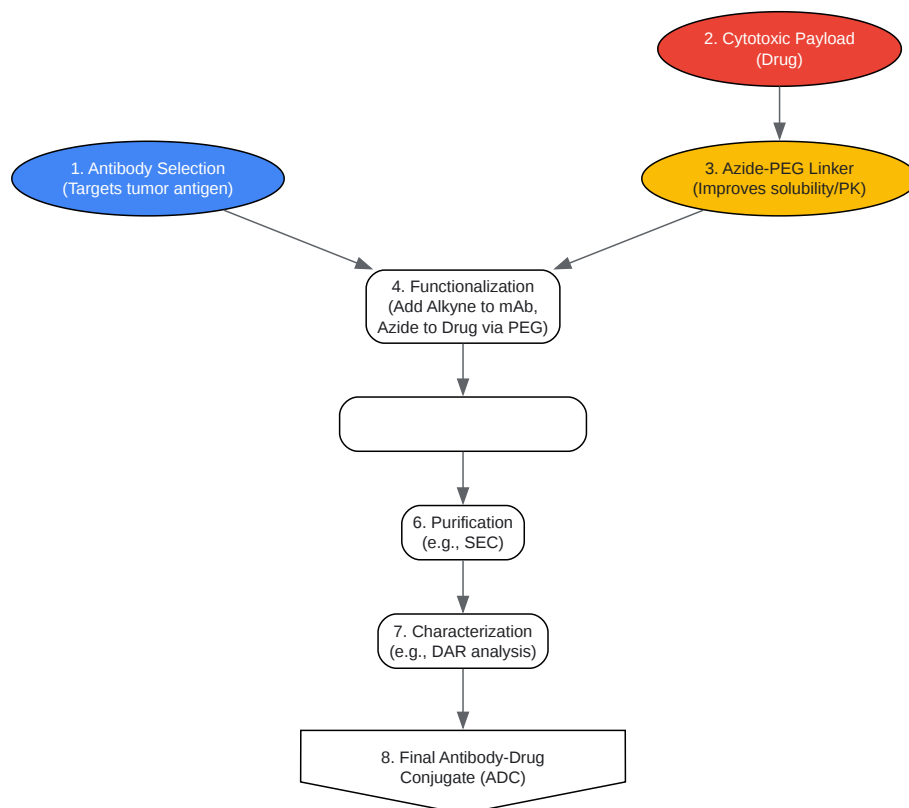 2. Cytotoxic Payload
(Drug)
1. Antibody Selection
(Targets tumor antigen)
3. Azide-PEG Linker
(Improves solubility/PK)
4. Functionalization
(Add Alkyne to mAb,
Azide to Drug via PEG)
6. Purification
(e.g., SEC)
7. Characterization
(e.g., DAR analysis)
8. Final Antibody-Drug
Conjugate (ADC)